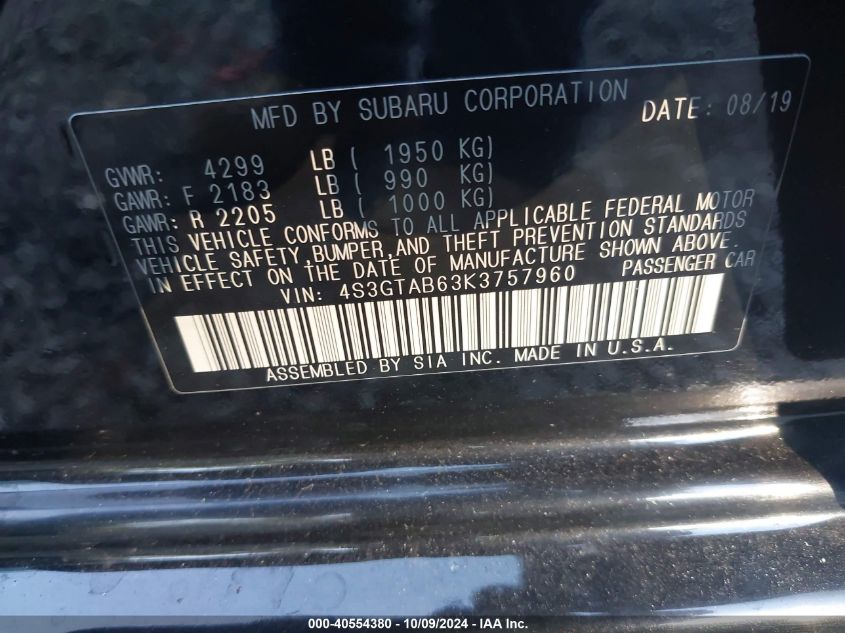 MFD BY SUBARU CORPORATION DATE: 08/19
GVWR: 4299 LB ( 1950 KG)
GAWR: F 2183 LB ( 990 KG)
GAWR: R 2205 LB ( 1000 KG)
THIS VEHICLE CONFORMS TO ALL APPLICABLE FEDERAL MOTOR
VEHICLE SAFETY, BUMPER, AND THEFT PREVENTION STANDARDS
IN EFFECT ON THE DATE OF MANUFACTURE SHOWN ABOVE.
VIN: 4S3GTAB63K3757960 PASSENGER CAR
ASSEMBLED BY SIA INC. MADE IN U.S.A.
000-40554380 - 10/09/2024 - IAAI Inc.